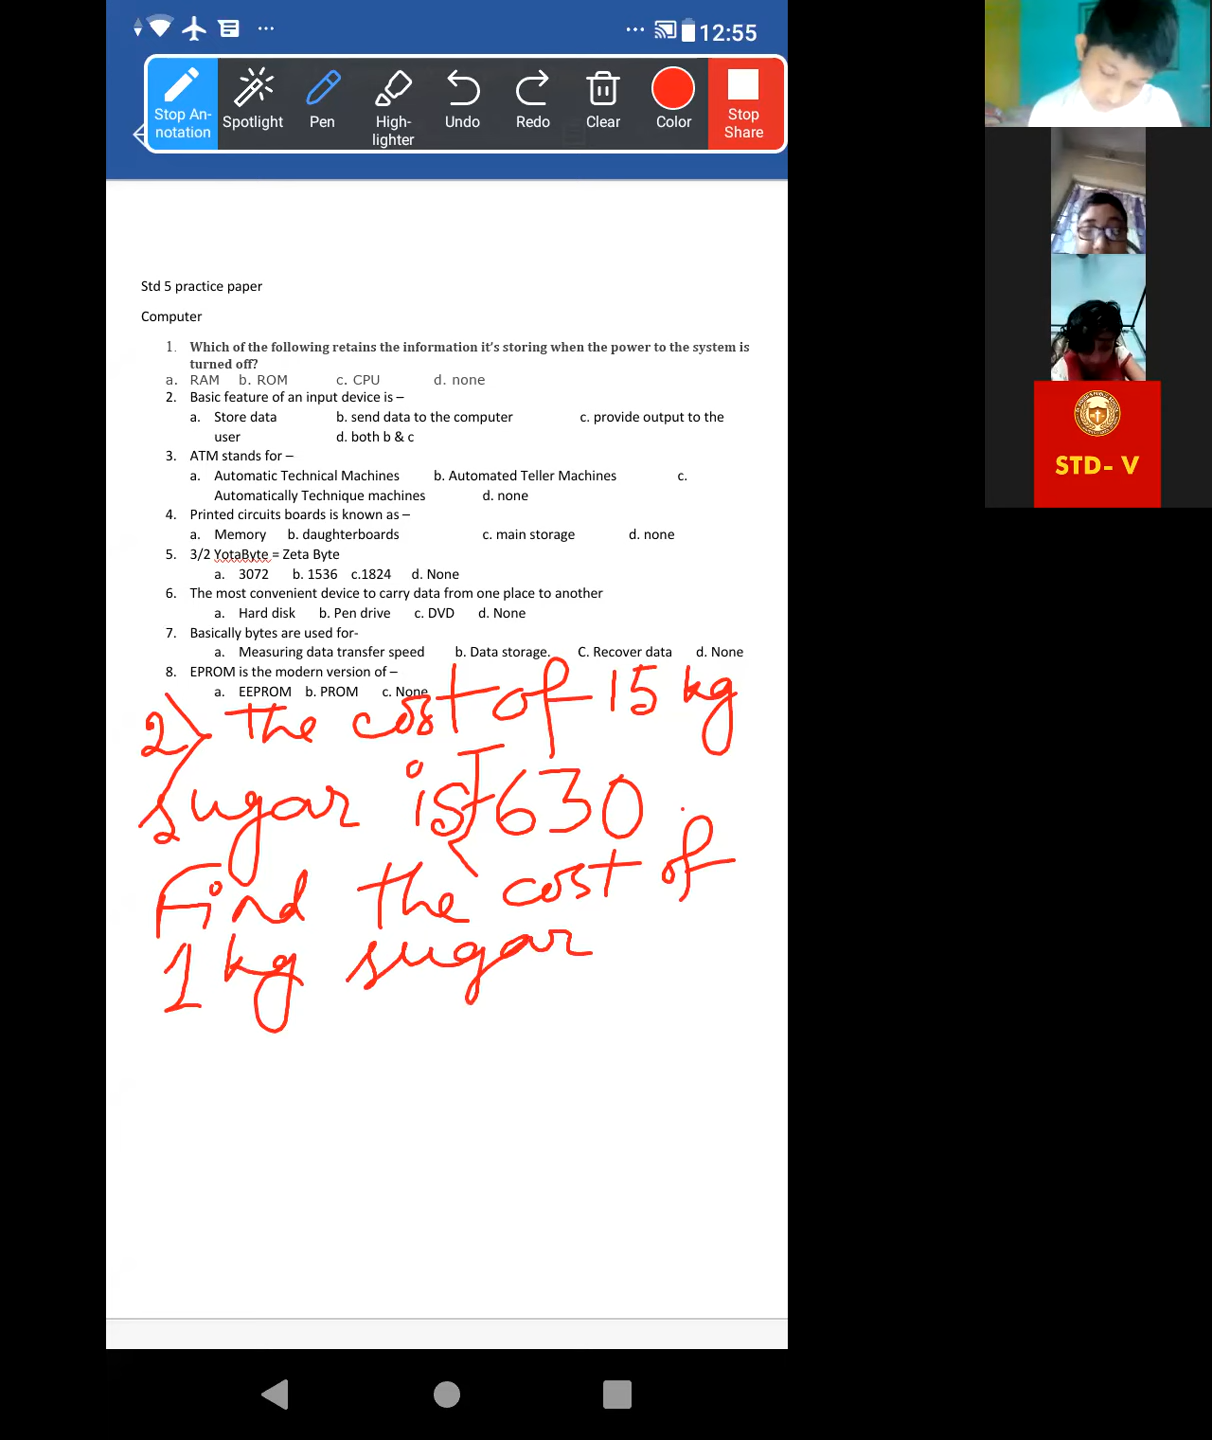 12:55
Stop An-
notation
Spotlight
Pen
High-
lighter
Undo
Redo
Clear
Color
Stop
Share
Std 5 practice paper
Computer
1. Which of the following retains the information it's storing when the power to the system is
turned off?
a. RAM b. ROM c. CPU d. none
2. Basic feature of an input device is –
a. Store data b. send data to the computer c. provide output to the
user d. both b & c
3. ATM stands for –
a. Automatic Technical Machines b. Automated Teller Machines c.
Automatically Technique machines d. none
4. Printed circuits boards is known as –
a. Memory b. daughterboards c. main storage d. none
5. 3/2 YotaByte = Zeta Byte
a. 3072 b. 1536 c.1824 d. None
6. The most convenient device to carry data from one place to another
a. Hard disk b. Pen drive c. DVD d. None
7. Basically bytes are used for-
a. Measuring data transfer speed b. Data storage. C. Recover data d. None
8. EPROM is the modern version of –
a. EEPROM b. PROM c. None
2) The cost of 15 kg
sugar is ₹630
Find the cost of
1 kg sugar
STD- V